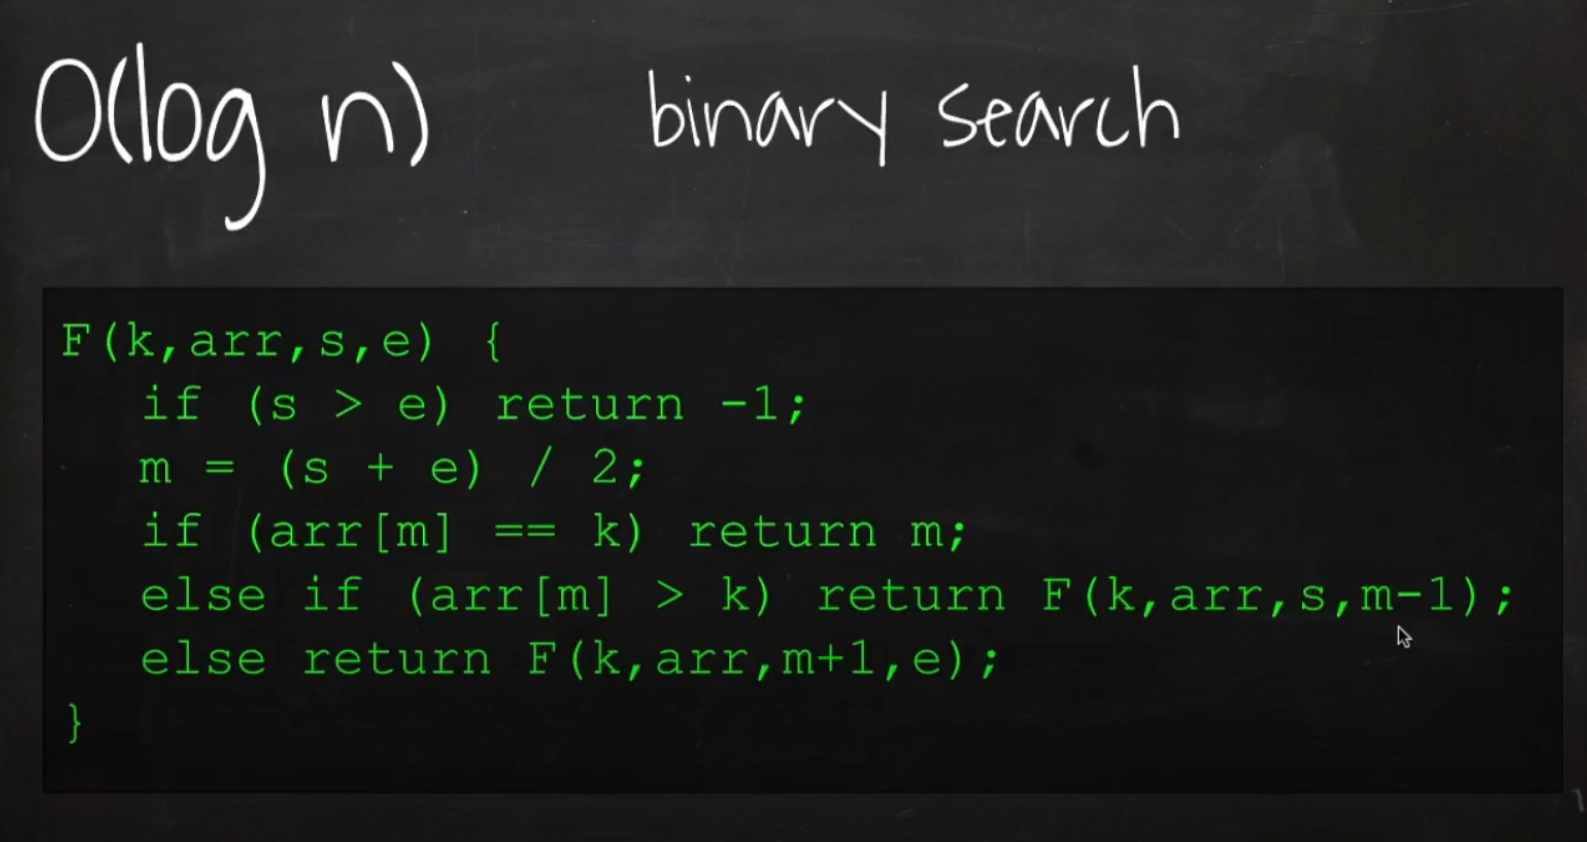 O(log n) binary search
F(k,arr,s,e) {
if (s > e) return -1;
m = (s + e) / 2;
if (arr[m] == k) return m;
else if (arr[m] > k) return F(k,arr,s,m-1);
else return F(k,arr,m+1,e);
}